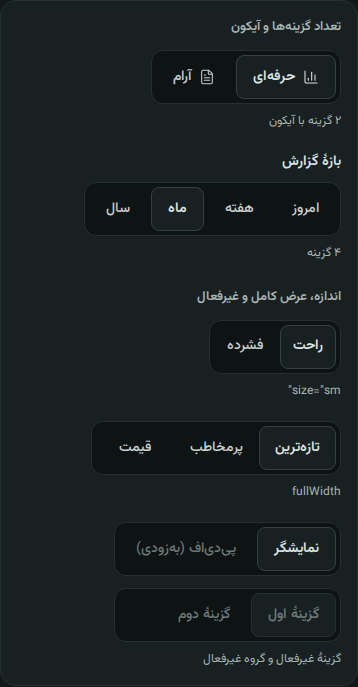 تعداد گزینه‌ها و آیکون
حرفه‌ای آرام
۲ گزینه با آیکون
بازهٔ گزارش
امروز هفته ماه سال
۴ گزینه
اندازه، عرض کامل و غیرفعال
راحت فشرده
"size="sm
تازه‌ترین پرمخاطب قیمت
fullWidth
نمایشگر پی‌دی‌اف (به‌زودی)
گزینهٔ اول گزینهٔ دوم
گزینهٔ غیرفعال و گروه غیرفعال